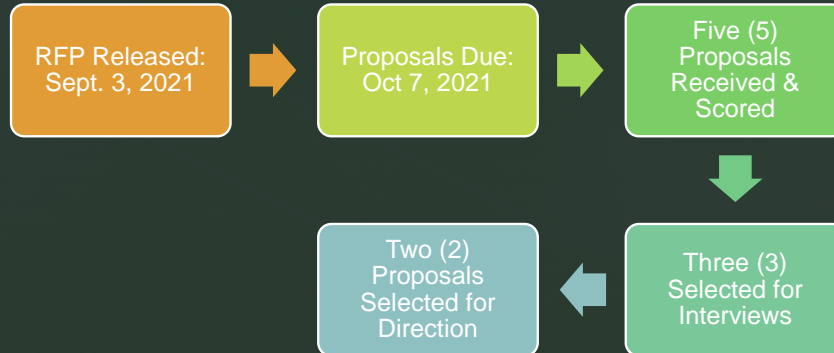 RFP Released:
Sept. 3, 2021
Proposals Due:
Oct 7, 2021
Five (5)
Proposals
Received &
Scored
Three (3)
Selected for
Interviews
Two (2)
Proposals
Selected for
Direction